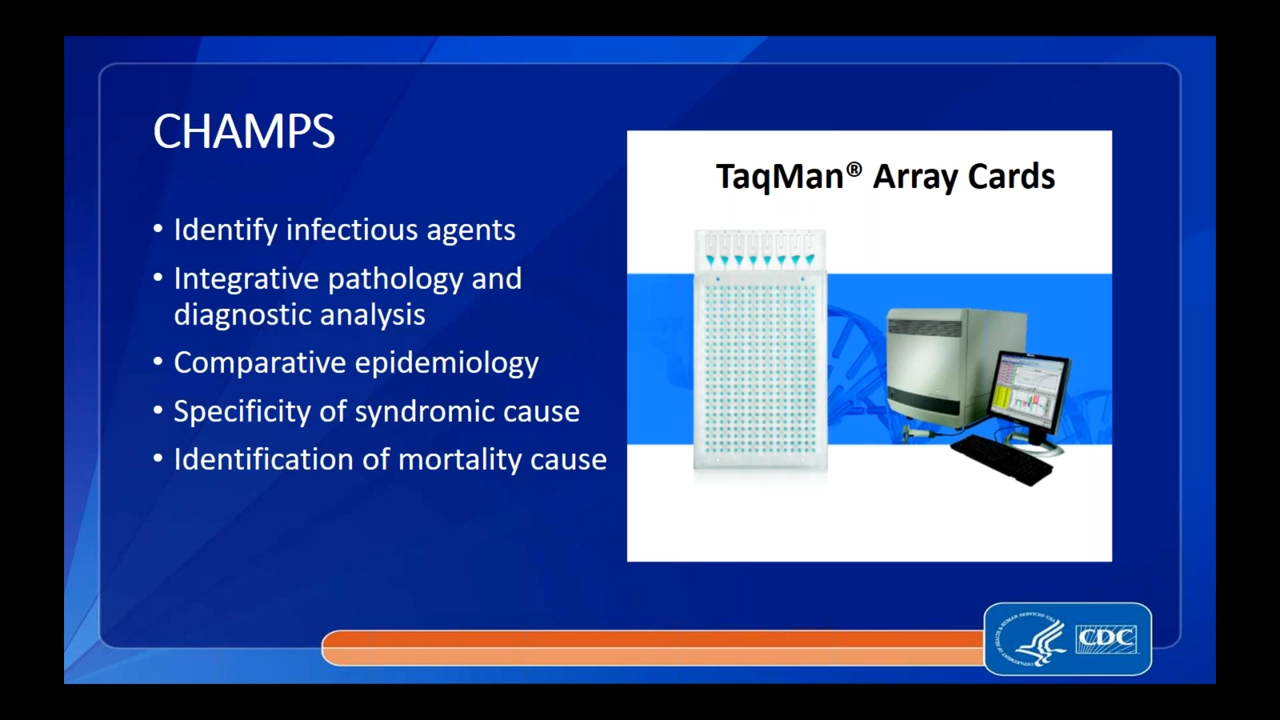 CHAMPS
• Identify infectious agents
• Integrative pathology and
diagnostic analysis
• Comparative epidemiology
• Specificity of syndromic cause
• Identification of mortality cause
TaqMan® Array Cards
CDC